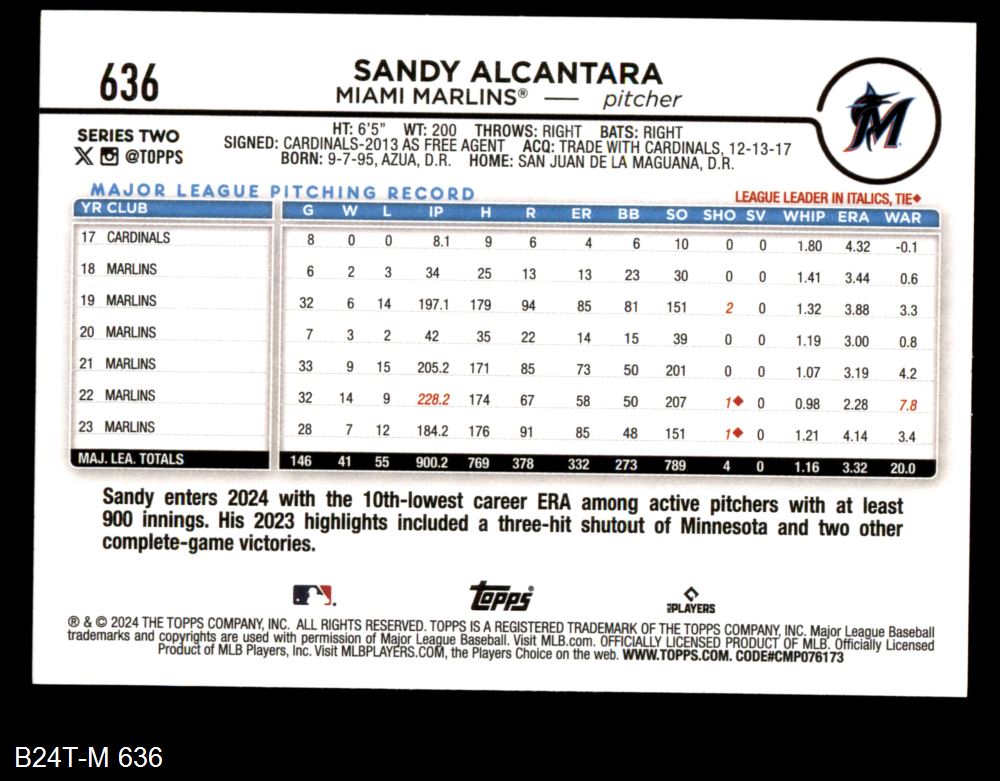 636
SANDY ALCANTARA
MIAMI MARLINS® — pitcher
M
SERIES TWO
X @TOPPS
HT: 6'5" WT: 200 THROWS: RIGHT BATS: RIGHT
SIGNED: CARDINALS-2013 AS FREE AGENT ACQ: TRADE WITH CARDINALS, 12-13-17
BORN: 9-7-95, AZUA, D.R. HOME: SAN JUAN DE LA MAGUANA, D.R.
MAJOR LEAGUE PITCHING RECORD
LEAGUE LEADER IN ITALICS, TIE◆
YR CLUB G W L IP H R ER BB SO SHO SV WHIP ERA WAR
17 CARDINALS 8 0 0 8.1 9 6 4 6 10 0 0 1.80 4.32 -0.1
18 MARLINS 6 2 3 34 25 13 13 23 30 0 0 1.41 3.44 0.6
19 MARLINS 32 6 14 197.1 179 94 85 81 151 2 0 1.32 3.88 3.3
20 MARLINS 7 3 2 42 35 22 14 15 39 0 0 1.19 3.00 0.8
21 MARLINS 33 9 15 205.2 171 85 73 50 201 0 0 1.07 3.19 4.2
22 MARLINS 32 14 9 228.2 174 67 58 50 207 1◆ 0 0.98 2.28 7.8
23 MARLINS 28 7 12 184.2 176 91 85 48 151 1◆ 0 1.21 4.14 3.4
MAJ. LEA. TOTALS 146 41 55 900.2 769 378 332 273 789 4 0 1.16 3.32 20.0
Sandy enters 2024 with the 10th-lowest career ERA among active pitchers with at least
900 innings. His 2023 highlights included a three-hit shutout of Minnesota and two other
complete-game victories.
Topps® PLAYERS
® & © 2024 THE TOPPS COMPANY, INC. ALL RIGHTS RESERVED. TOPPS IS A REGISTERED TRADEMARK OF THE TOPPS COMPANY, INC. Major League Baseball
trademarks and copyrights are used with permission of Major League Baseball. Visit MLB.com. OFFICIALLY LICENSED PRODUCT OF MLB. Officially Licensed
Product of MLB Players, Inc. Visit MLBPLAYERS.COM, the Players Choice on the web. WWW.TOPPS.COM. CODE#CMP076173
B24T-M 636